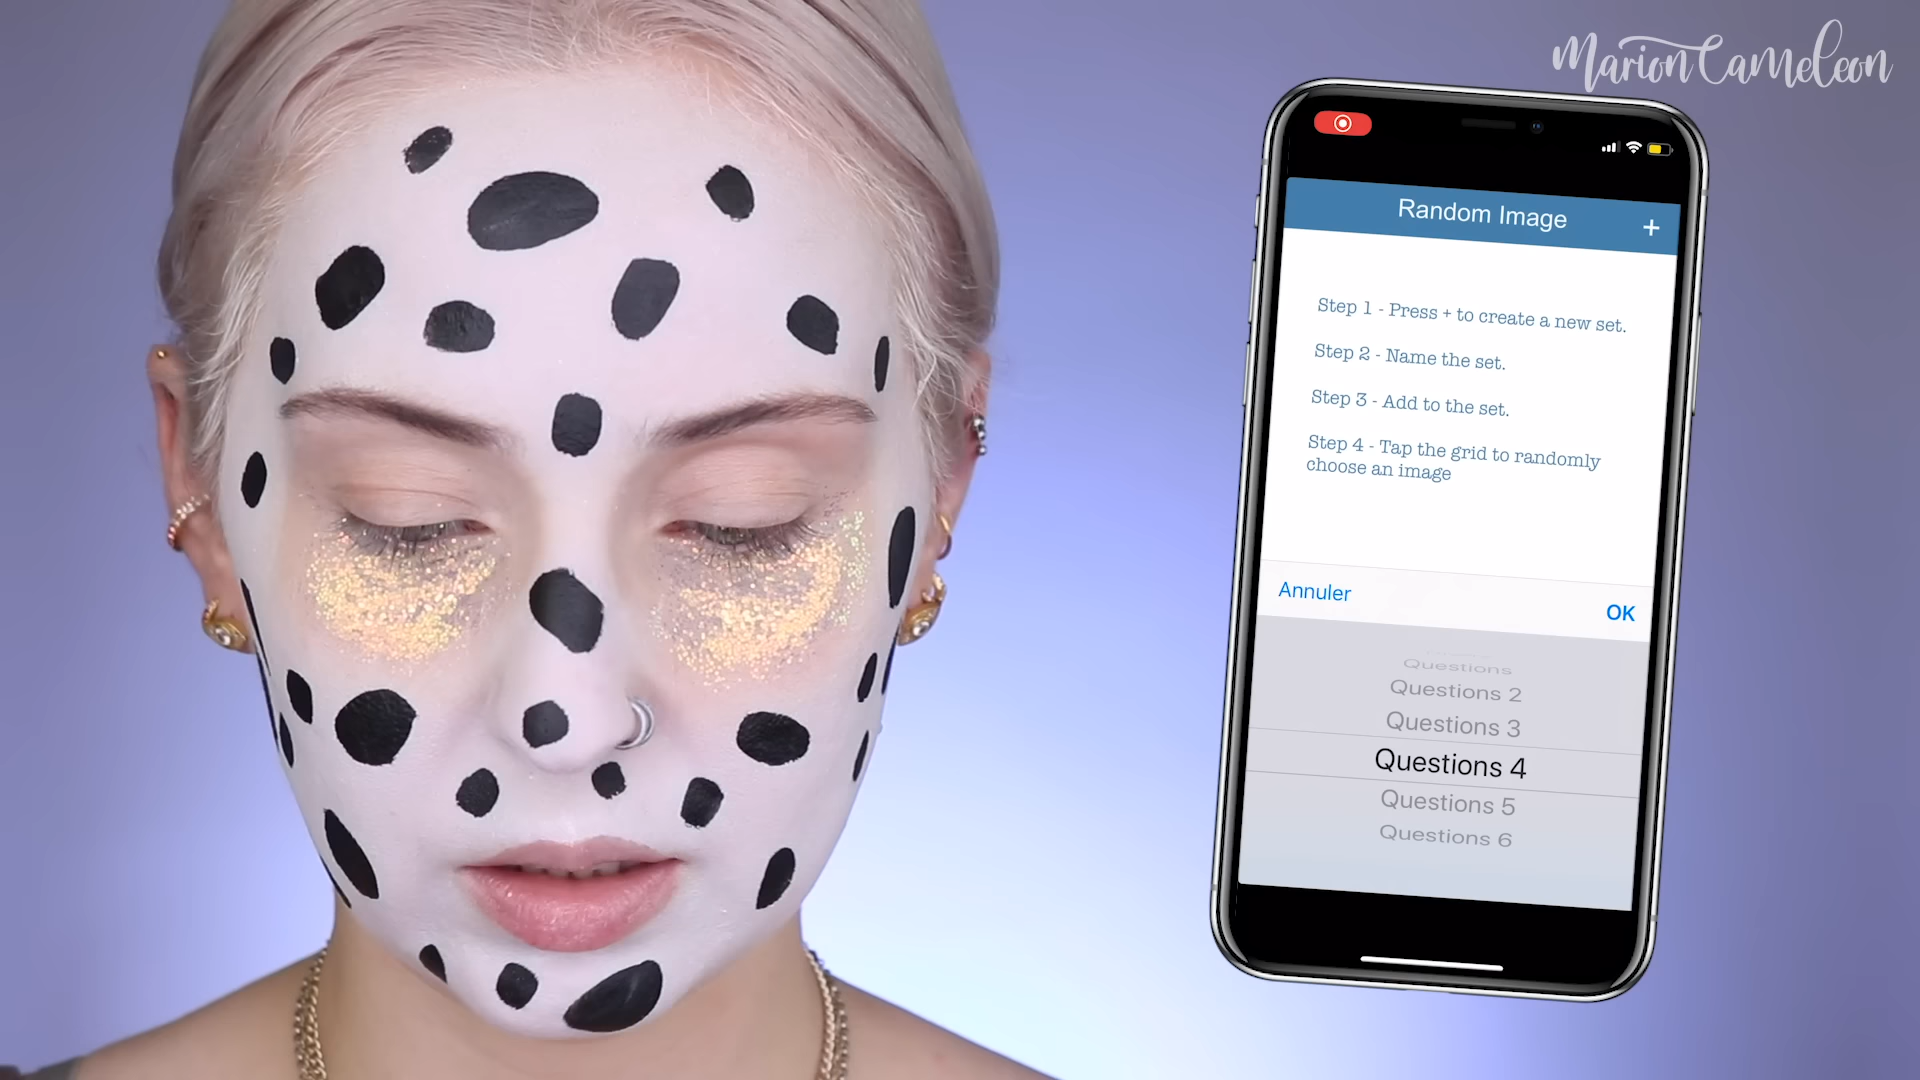 Marion Cameleon
Random Image +
Step 1 - Press + to create a new set.
Step 2 - Name the set.
Step 3 - Add to the set.
Step 4 - Tap the grid to randomly
choose an image
Annuler
OK
Questions
Questions 2
Questions 3
Questions 4
Questions 5
Questions 6